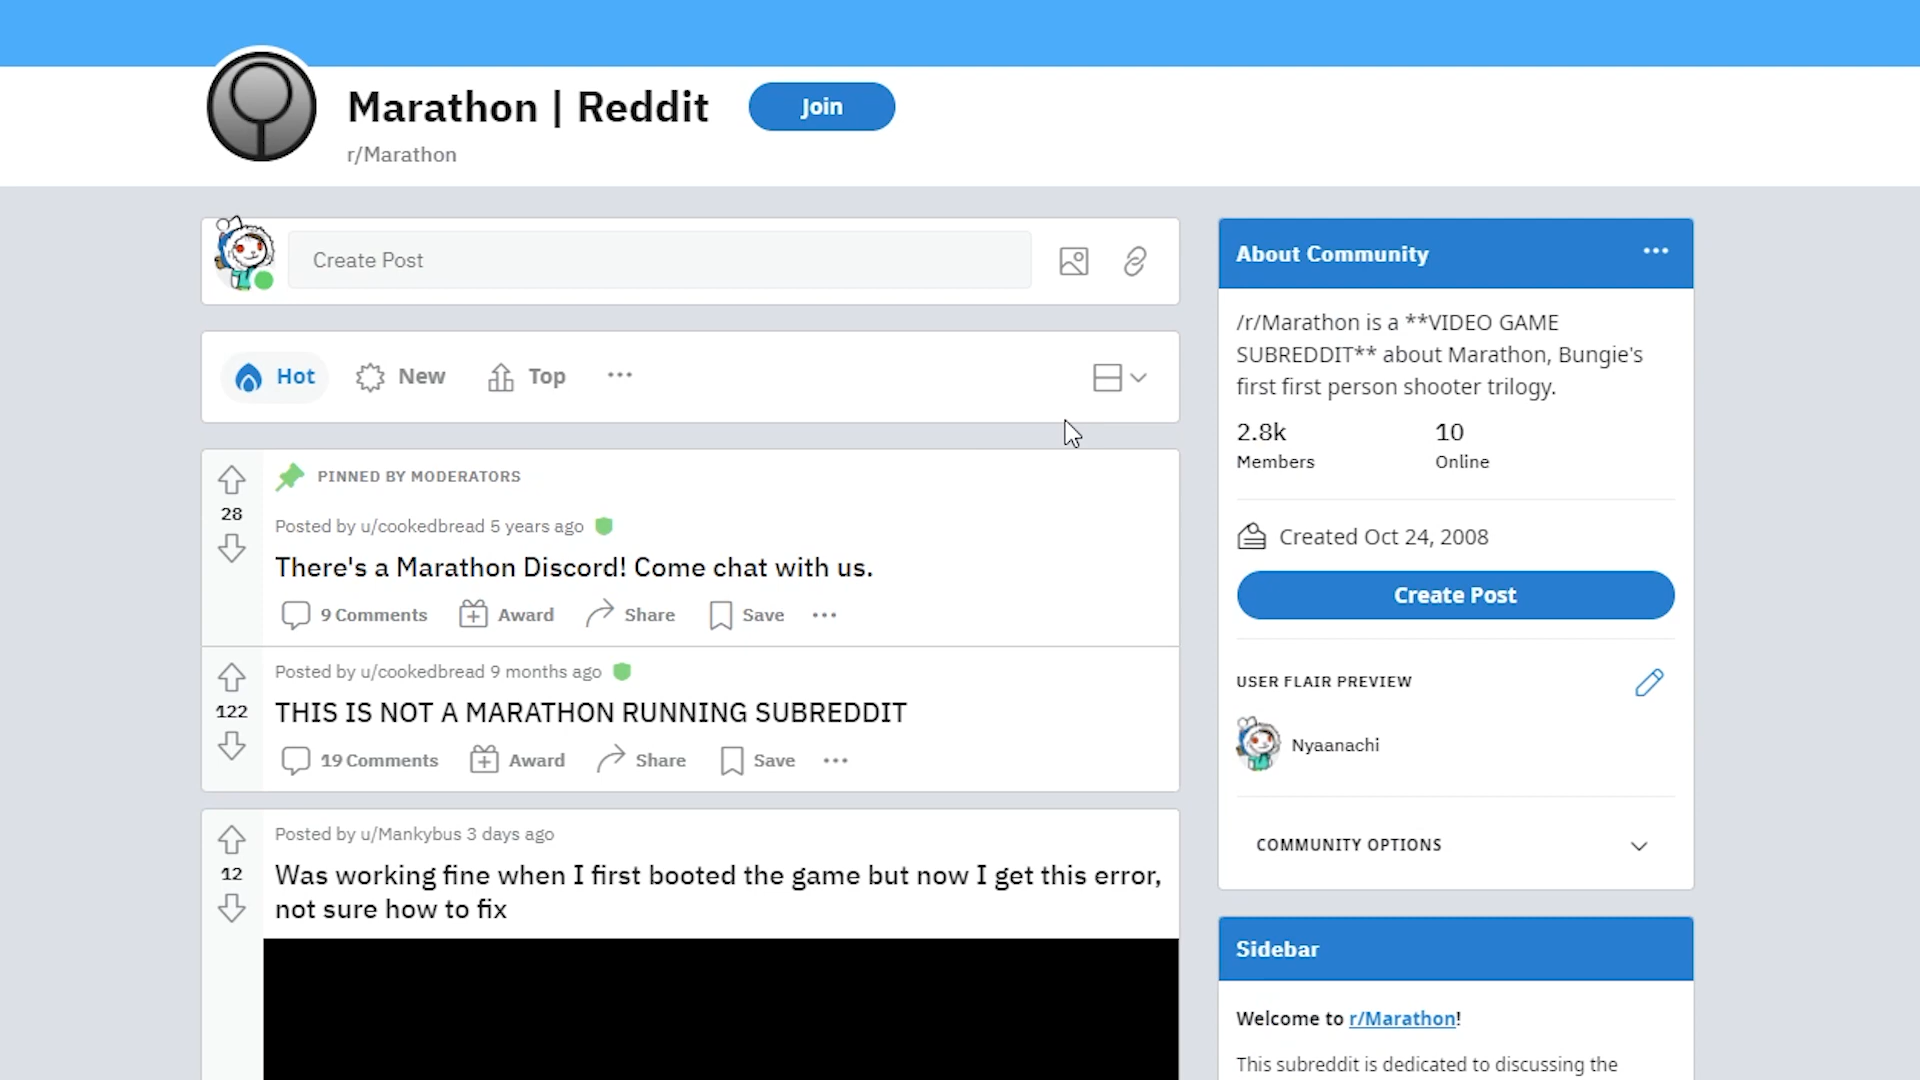 Marathon | Reddit
Join
r/Marathon
Create Post
Hot
New
Top
PINNED BY MODERATORS
28
Posted by u/cookedbread 5 years ago
There's a Marathon Discord! Come chat with us.
9 Comments
Award
Share
Save
Posted by u/cookedbread 9 months ago
122
THIS IS NOT A MARATHON RUNNING SUBREDDIT
19 Comments
Award
Share
Save
Posted by u/Mankybus 3 days ago
12
Was working fine when I first booted the game but now I get this error,
not sure how to fix
About Community
/r/Marathon is a **VIDEO GAME
SUBREDDIT** about Marathon, Bungie's
first first person shooter trilogy.
2.8k
10
Members
Online
Created Oct 24, 2008
Create Post
USER FLAIR PREVIEW
Nyaanachi
COMMUNITY OPTIONS
Sidebar
Welcome to r/Marathon!
This subreddit is dedicated to discussing the